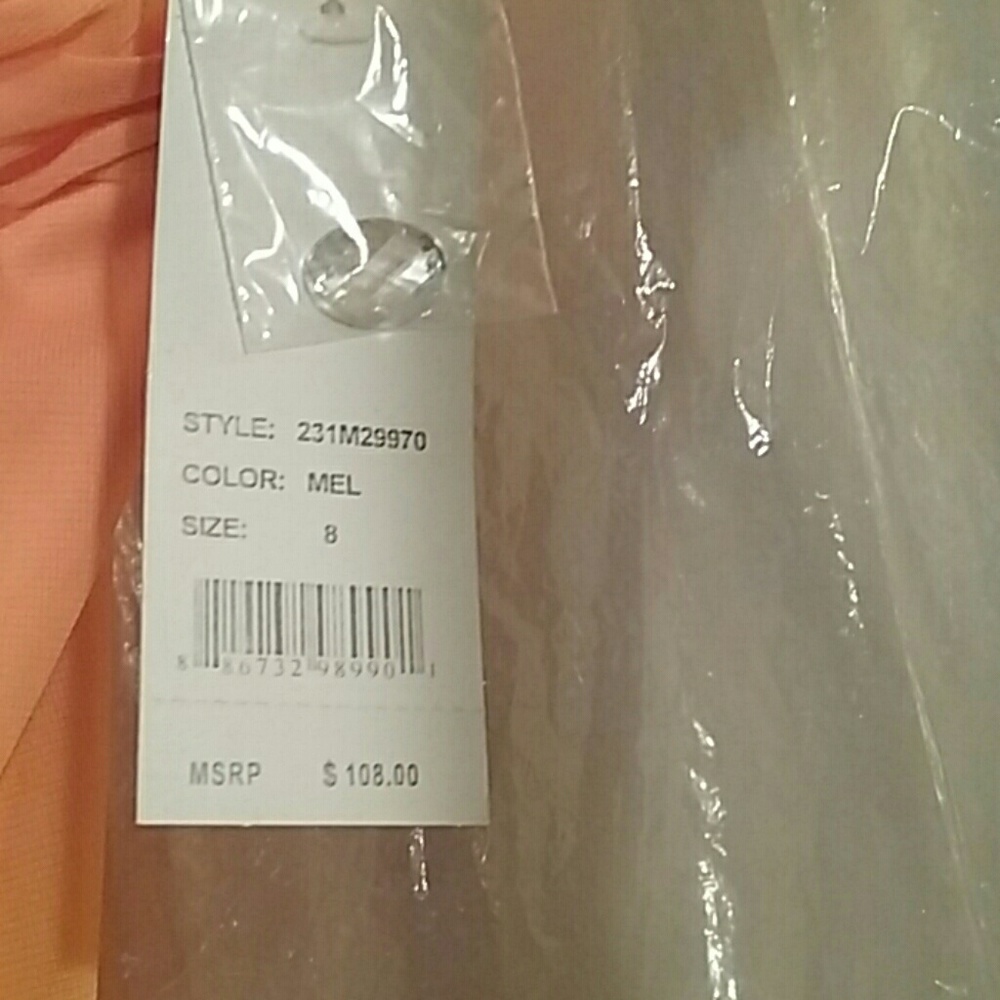 STYLE: 231M29970
COLOR: MEL
SIZE: 8
8 86732 98990 1
MSRP $ 108.00